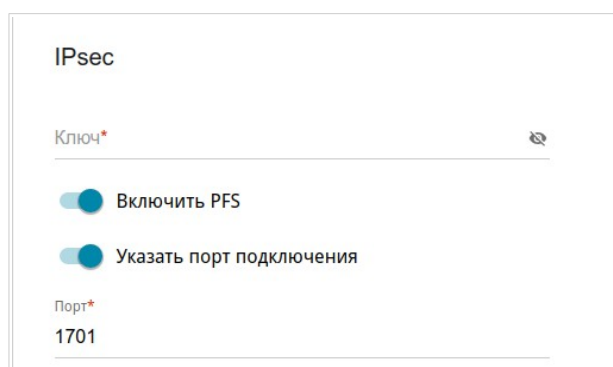 IPsec
Ключ*
Включить PFS
Указать порт подключения
Порт*
1701